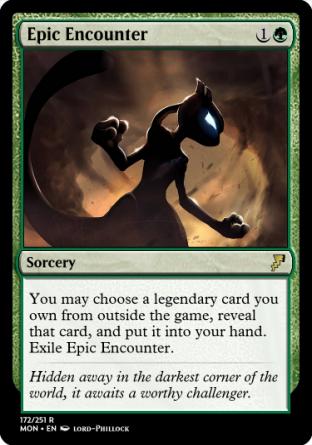 Epic Encounter 1
Sorcery
You may choose a legendary card you
own from outside the game, reveal
that card, and put it into your hand.
Exile Epic Encounter.
Hidden away in the darkest corner of the
world, it awaits a worthy challenger.
172/251 R
MON • EN LORD-PHILLOCK